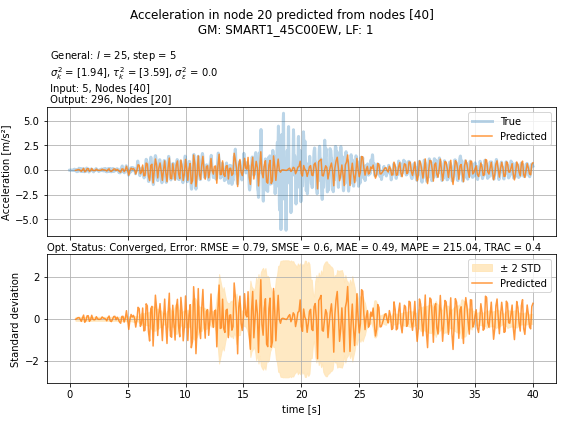 Acceleration in node 20 predicted from nodes [40]
GM: SMART1_45C00EW, LF: 1
General: l = 25, step = 5
σ²ₖ = [1.94], τ²ₖ = [3.59], σ²ε = 0.0
Input: 5, Nodes [40]
Output: 296, Nodes [20]
Acceleration [m/s²]
5.0
2.5
0.0
−2.5
−5.0
True
Predicted
Opt. Status: Converged, Error: RMSE = 0.79, SMSE = 0.6, MAE = 0.49, MAPE = 215.04, TRAC = 0.4
Standard deviation
2
0
−2
± 2 STD
Predicted
0 5 10 15 20 25 30 35 40
time [s]